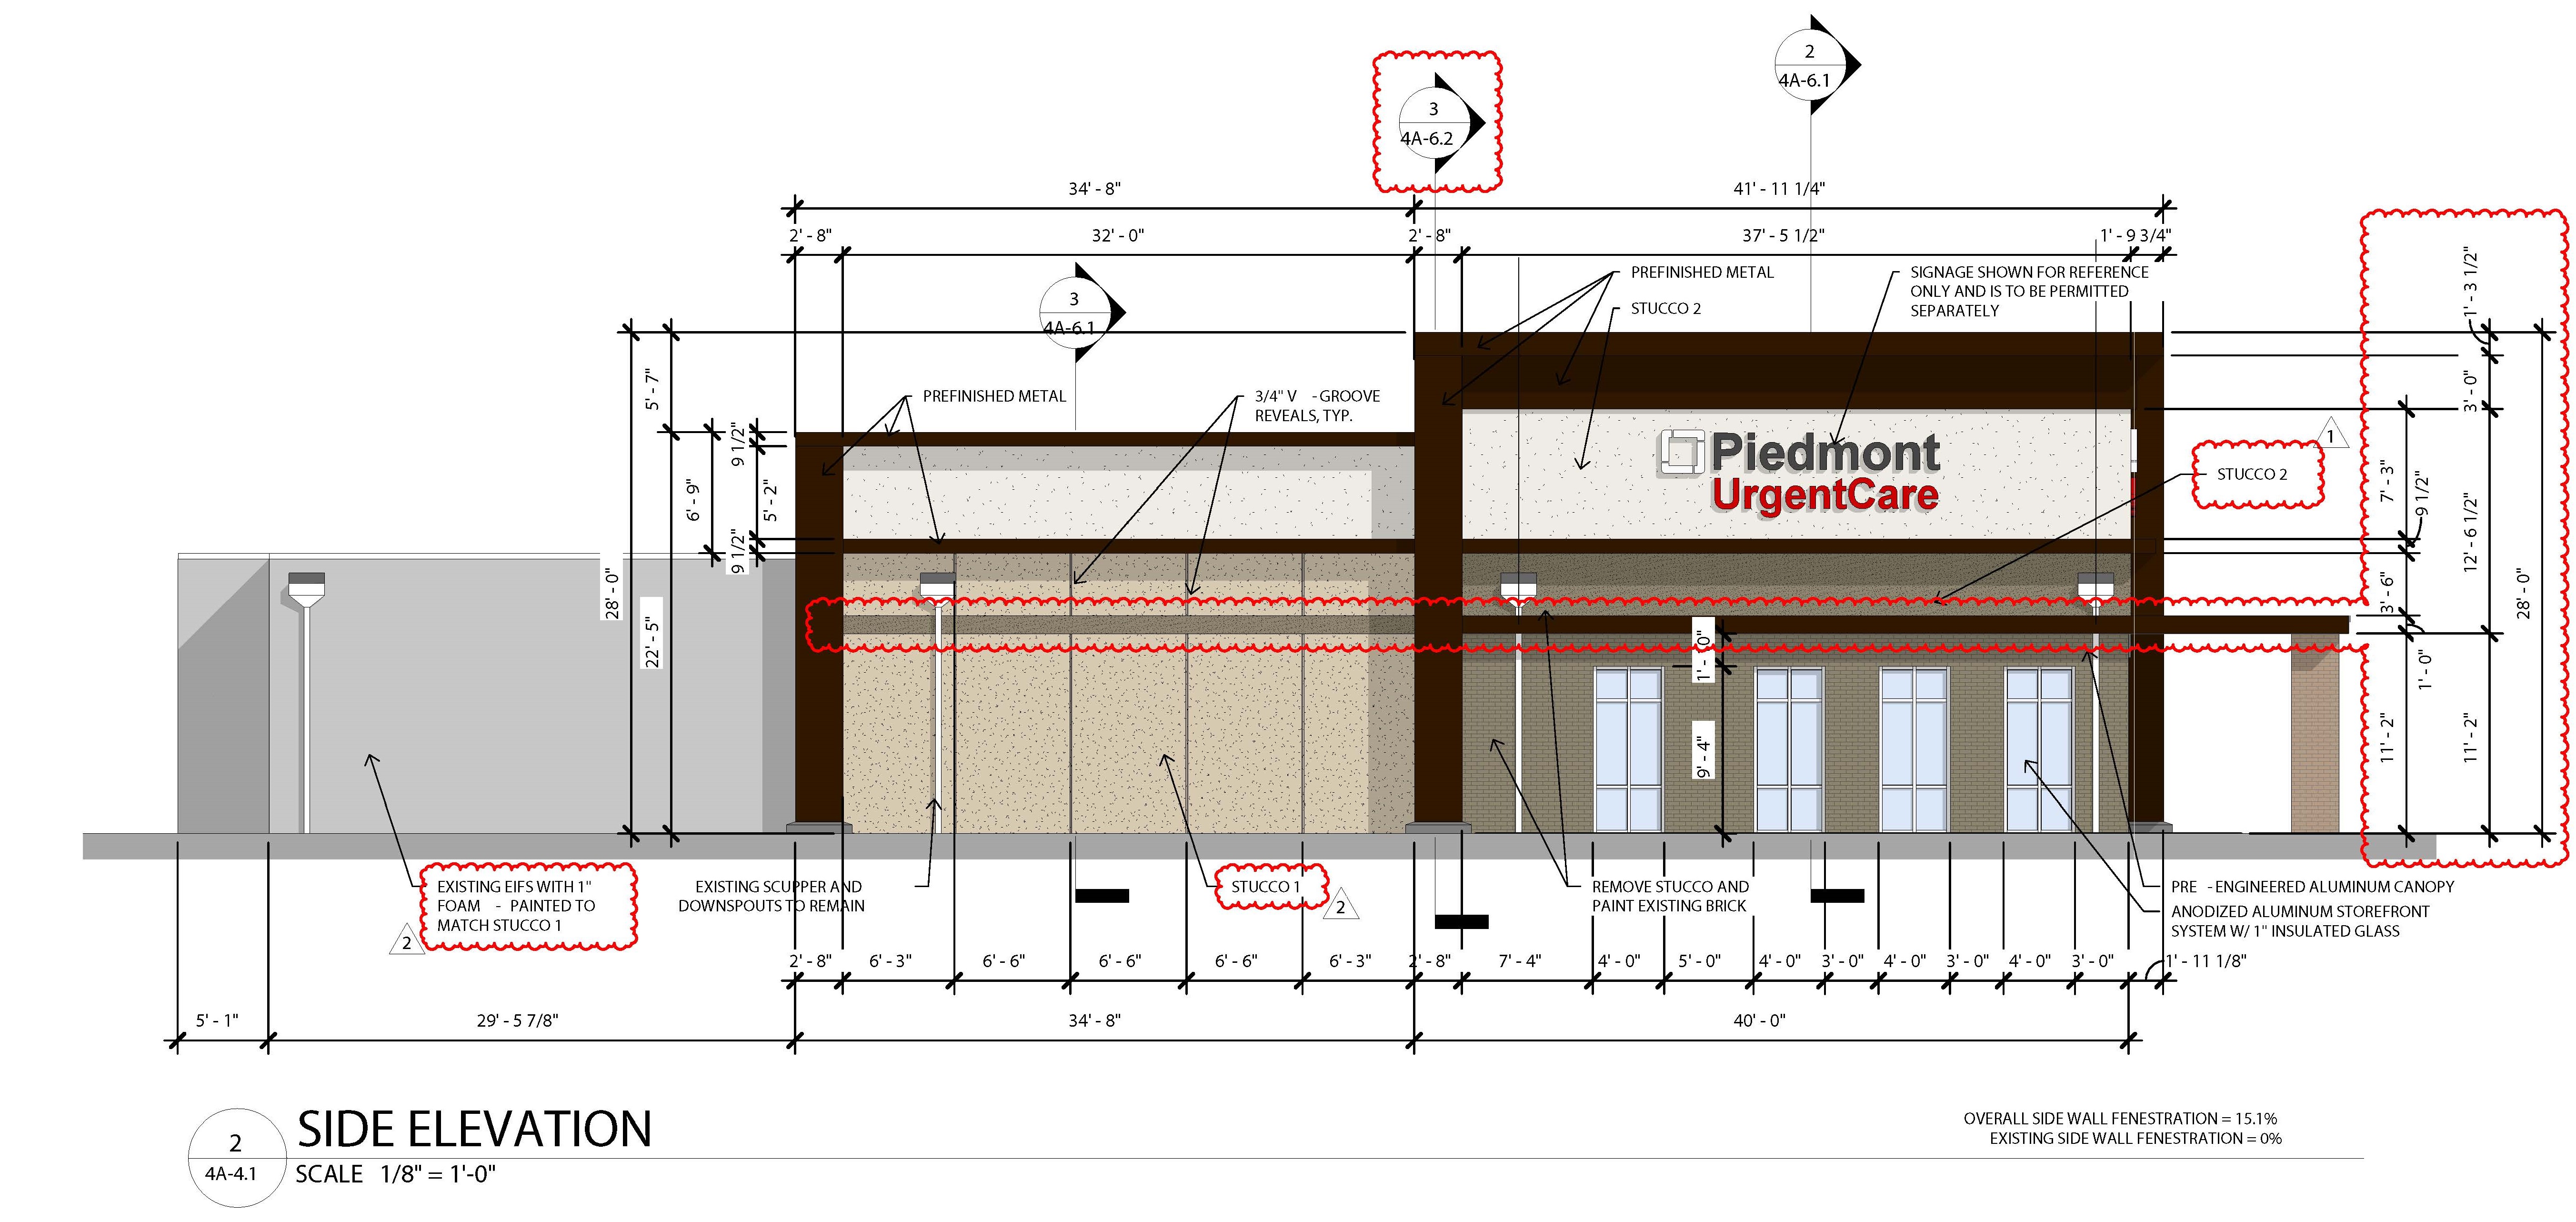 2
4A-6.1
3
4A-6.2
34' - 8"
41' - 11 1/4"
2' - 8"
32' - 0"
2' - 8"
37' - 5 1/2"
1' - 9 3/4"
3
4A-6.1
PREFINISHED METAL
STUCCO 2
SIGNAGE SHOWN FOR REFERENCE
ONLY AND IS TO BE PERMITTED
SEPARATELY
1' - 3 1/2"
3' - 0"
5' - 7"
PREFINISHED METAL
3/4" V - GROOVE
REVEALS, TYP.
9 1/2"
6' - 9"
5' - 2"
9 1/2"
Piedmont
UrgentCare
1
STUCCO 2
7' - 3"
9 1/2"
12' - 6 1/2"
28' - 0"
22' - 5"
3' - 6"
28' - 0"
1' - 0"
1' - 0"
9' - 4"
11' - 2"
11' - 2"
EXISTING EIFS WITH 1"
FOAM - PAINTED TO
MATCH STUCCO 1
2
EXISTING SCUPPER AND
DOWNSPOUTS TO REMAIN
STUCCO 1
2
REMOVE STUCCO AND
PAINT EXISTING BRICK
PRE - ENGINEERED ALUMINUM CANOPY
ANODIZED ALUMINUM STOREFRONT
SYSTEM W/ 1" INSULATED GLASS
2' - 8"
6' - 3"
6' - 6"
6' - 6"
6' - 6"
6' - 3"
2' - 8"
7' - 4"
4' - 0"
5' - 0"
4' - 0"
3' - 0"
4' - 0"
3' - 0"
4' - 0"
3' - 0"
1' - 11 1/8"
5' - 1"
29' - 5 7/8"
34' - 8"
40' - 0"
2
4A-4.1
SIDE ELEVATION
SCALE 1/8" = 1'-0"
OVERALL SIDE WALL FENESTRATION = 15.1%
EXISTING SIDE WALL FENESTRATION = 0%